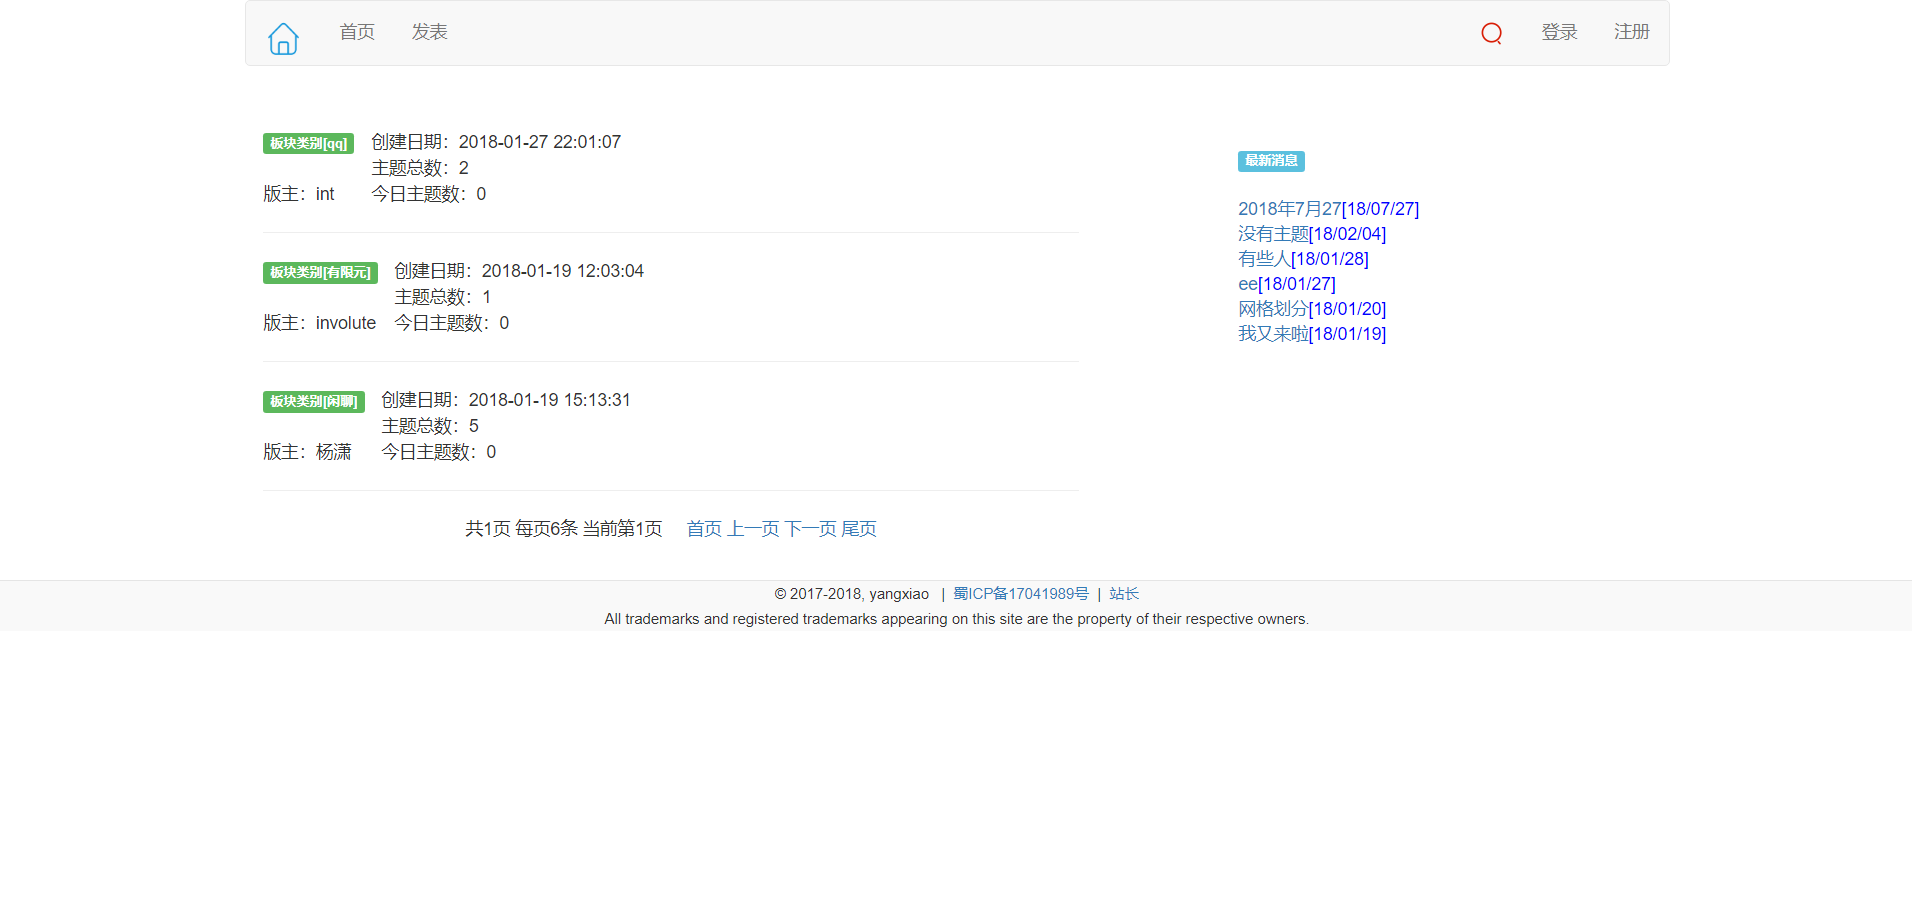 首页 发表 登录 注册
板块类别[qq] 创建日期：2018-01-27 22:01:07
主题总数：2
版主：int 今日主题数：0
板块类别[有限元] 创建日期：2018-01-19 12:03:04
主题总数：1
版主：involute 今日主题数：0
板块类别[闲聊] 创建日期：2018-01-19 15:13:31
主题总数：5
版主：杨潇 今日主题数：0
共1页 每页6条 当前第1页 首页 上一页 下一页 尾页
最新消息
2018年7月27[18/07/27]
没有主题[18/02/04]
有些人[18/01/28]
ee[18/01/27]
网格划分[18/01/20]
我又来啦[18/01/19]
© 2017-2018, yangxiao | 蜀ICP备17041989号 | 站长
All trademarks and registered trademarks appearing on this site are the property of their respective owners.